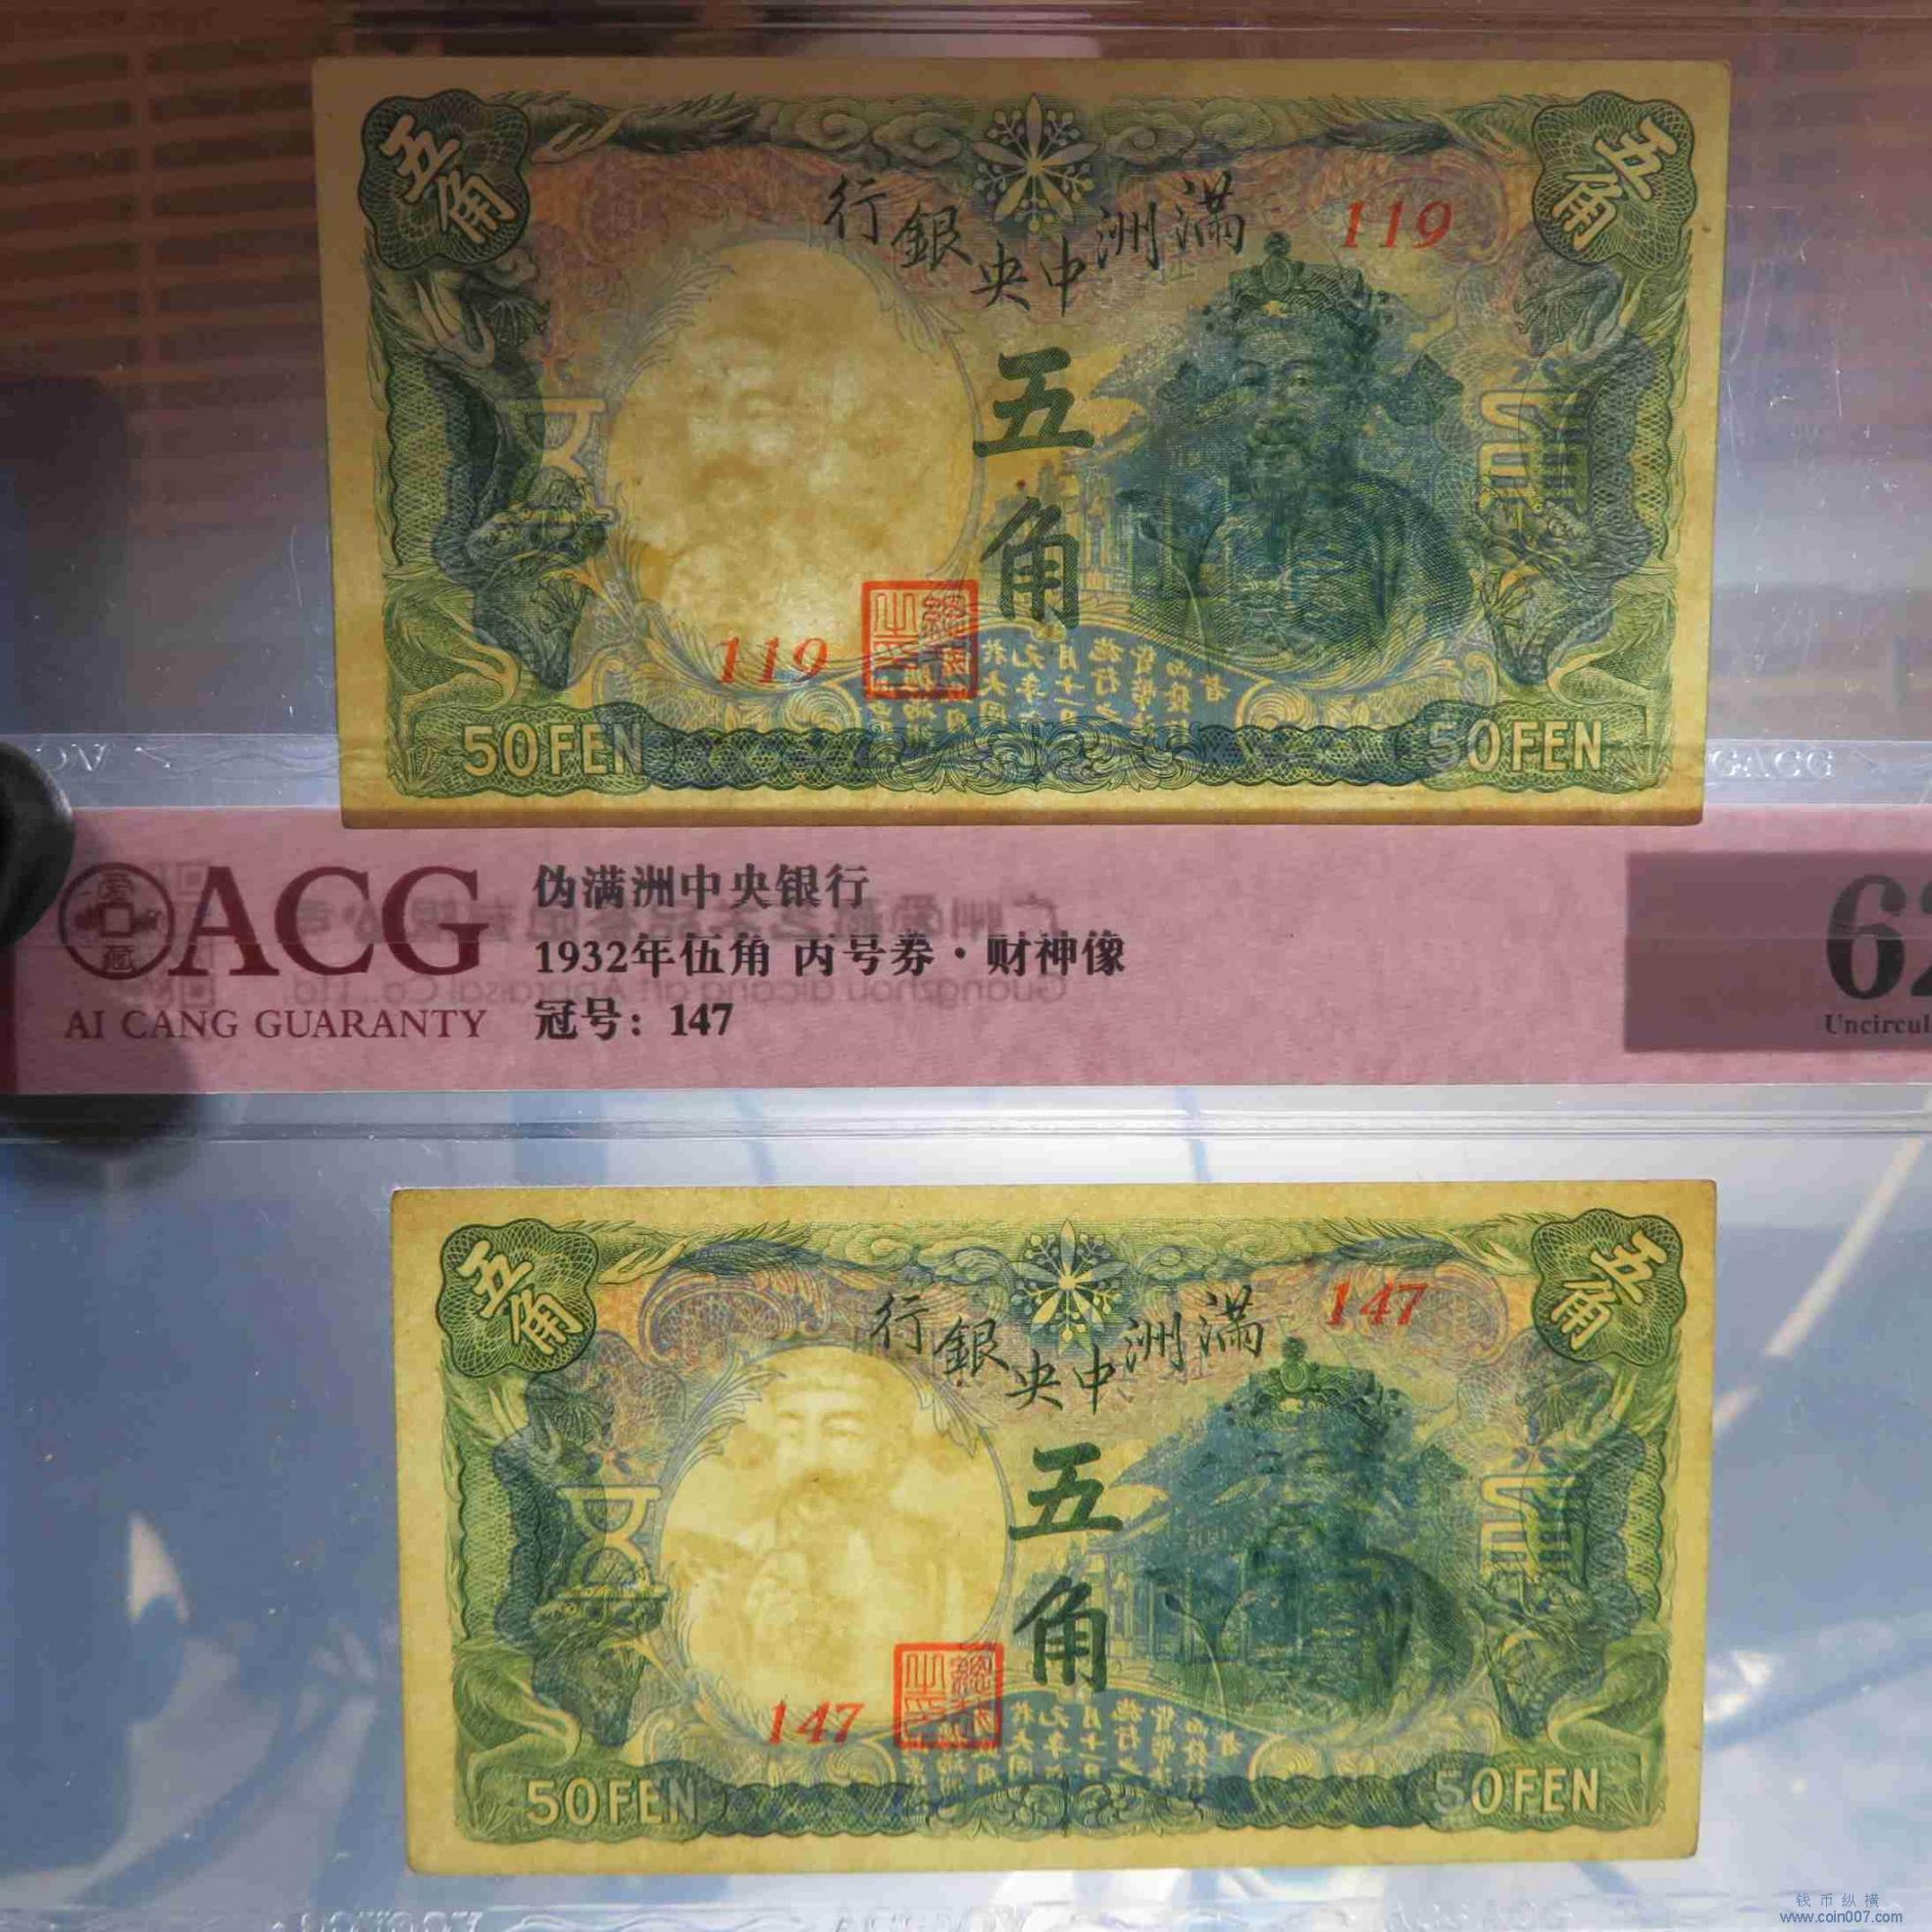 五角
五角
行銀央中洲滿
119
五角
119
50FEN
50FEN
GACG
ACG
AI CANG GUARANTY
伪满洲中央银行
1932年伍角 丙号券·财神像
冠号：147
62
Uncircul
五角
五角
行銀央中洲滿
147
五角
147
50FEN
50FEN
钱币纵横
www.coin007.com